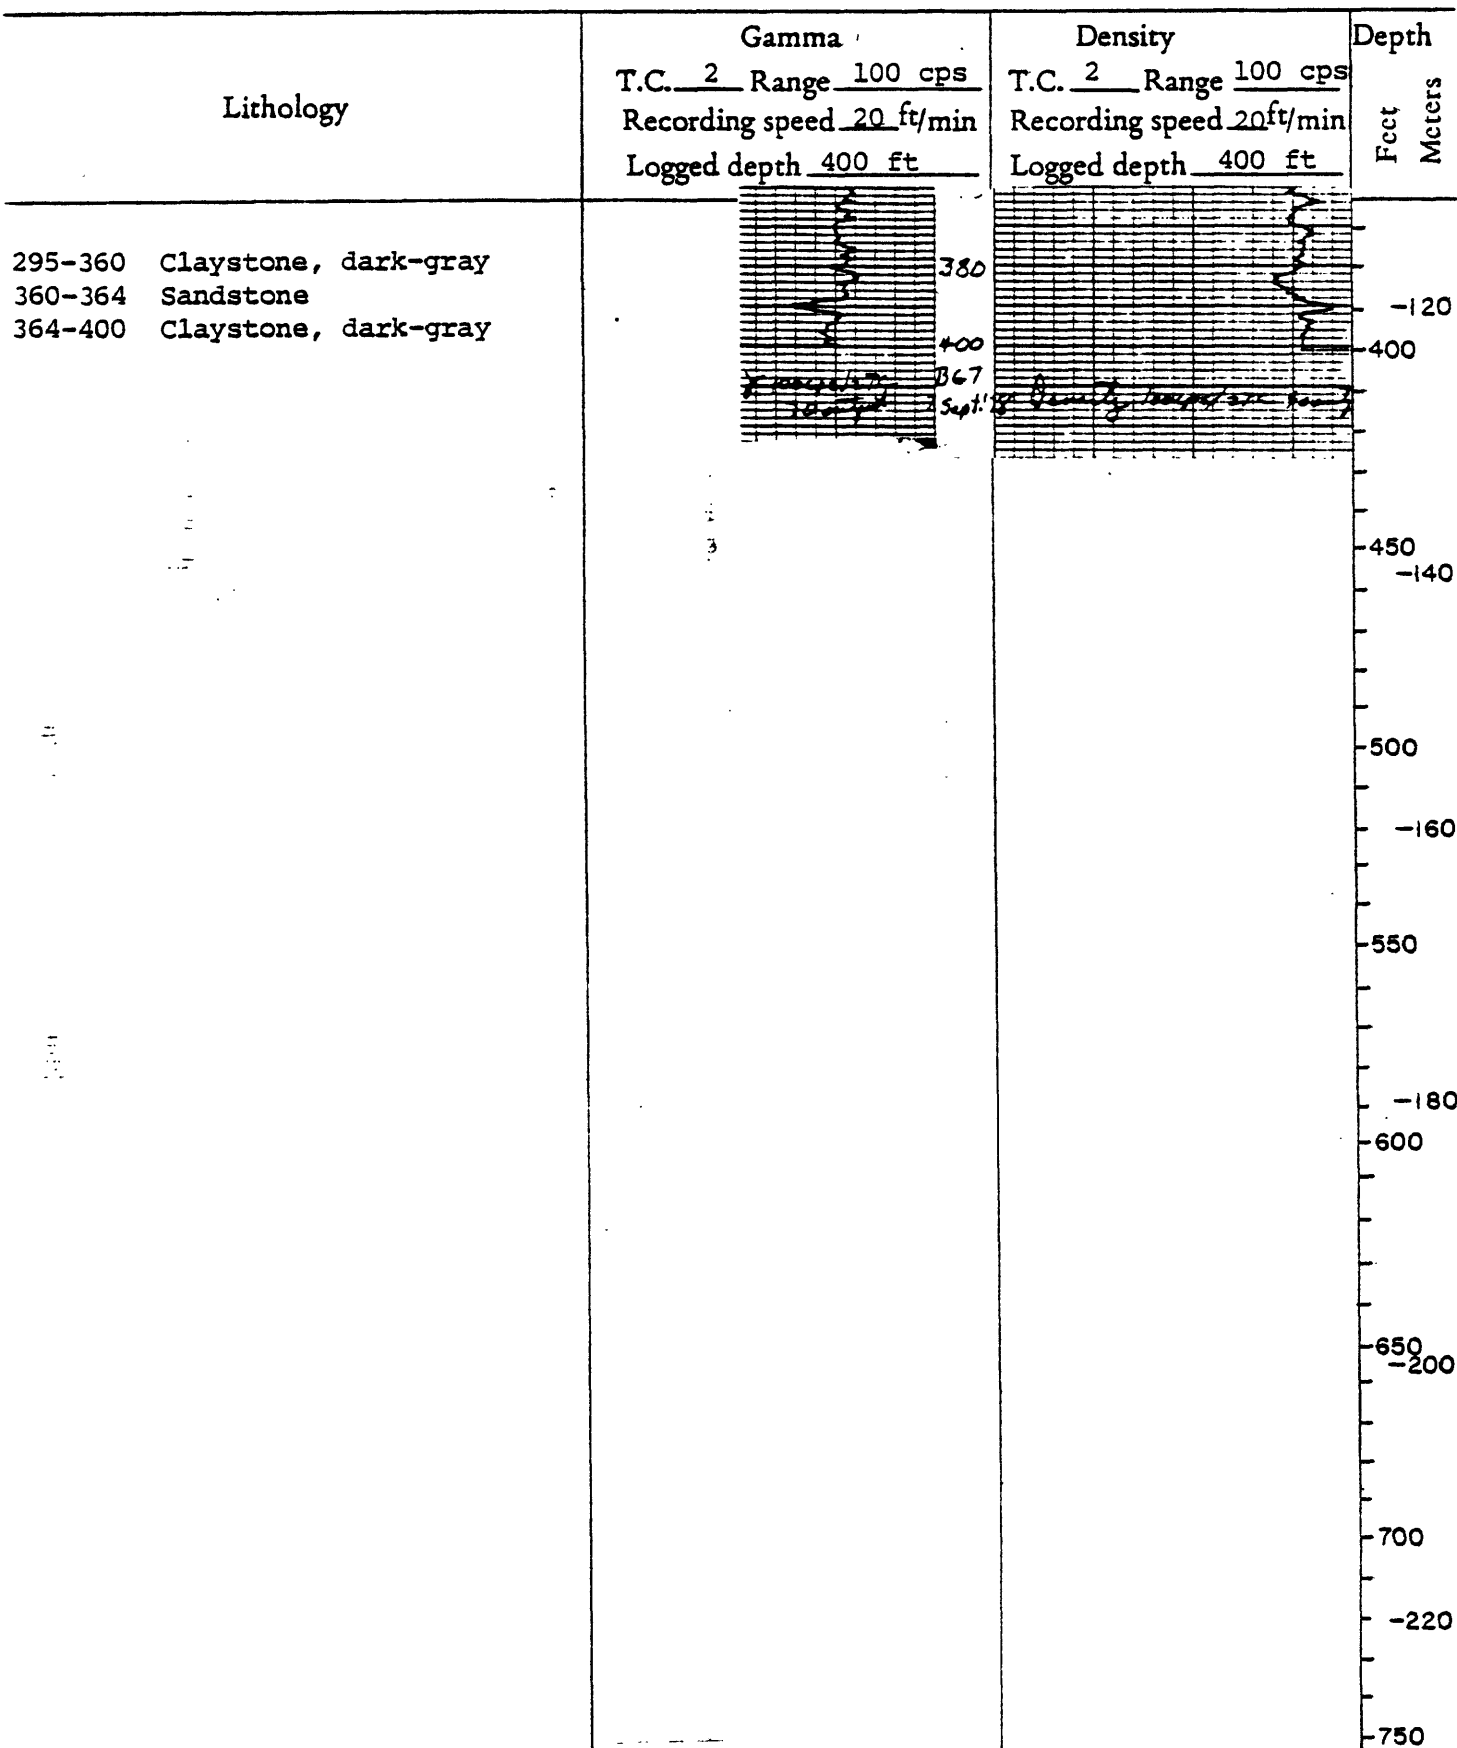 Lithology
Gamma
T.C. 2 Range 100 cps
Recording speed 20 ft/min
Logged depth 400 ft
Density
T.C. 2 Range 100 cps
Recording speed 20 ft/min
Logged depth 400 ft
Depth
Feet
Meters
295-360 Claystone, dark-gray
360-364 Sandstone
364-400 Claystone, dark-gray
380
400
B67
Sept.
Density
-120
400
450
-140
500
-160
550
-180
600
650
-200
700
-220
750